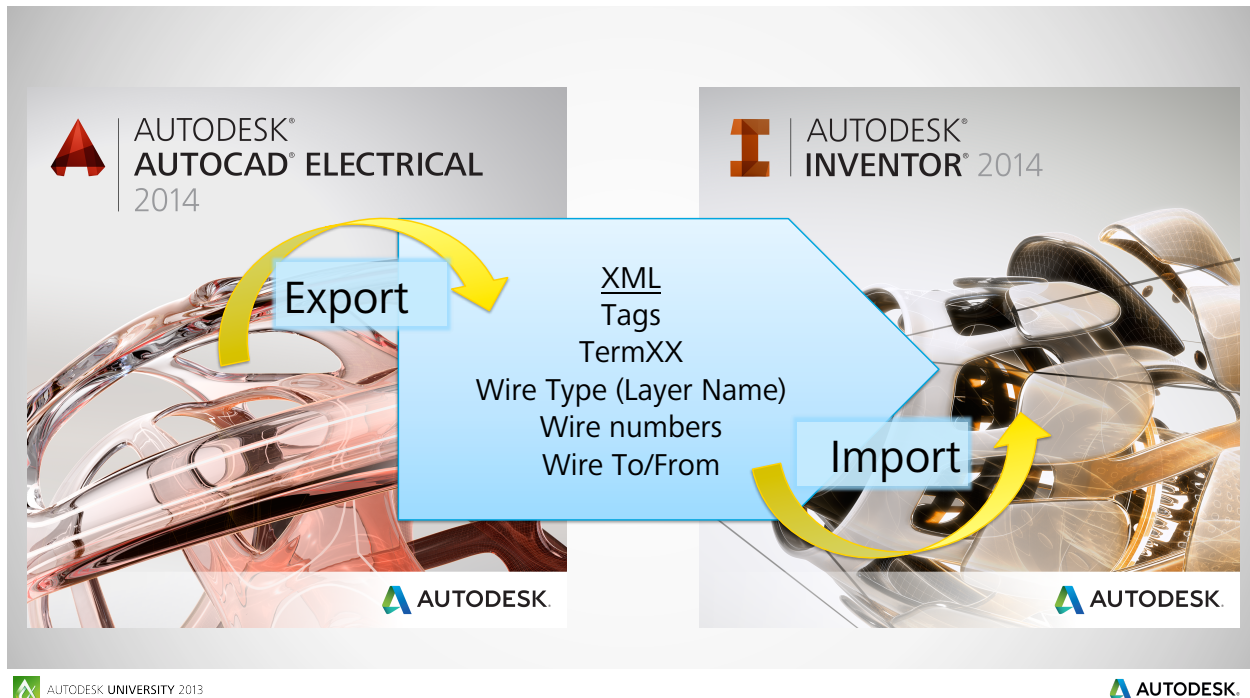 AUTODESK®
AUTOCAD® ELECTRICAL
2014
AUTODESK®
INVENTOR® 2014
Export
XML
Tags
TermXX
Wire Type (Layer Name)
Wire numbers
Wire To/From
Import
AUTODESK.
AUTODESK.
AUTODESK UNIVERSITY 2013
AUTODESK.